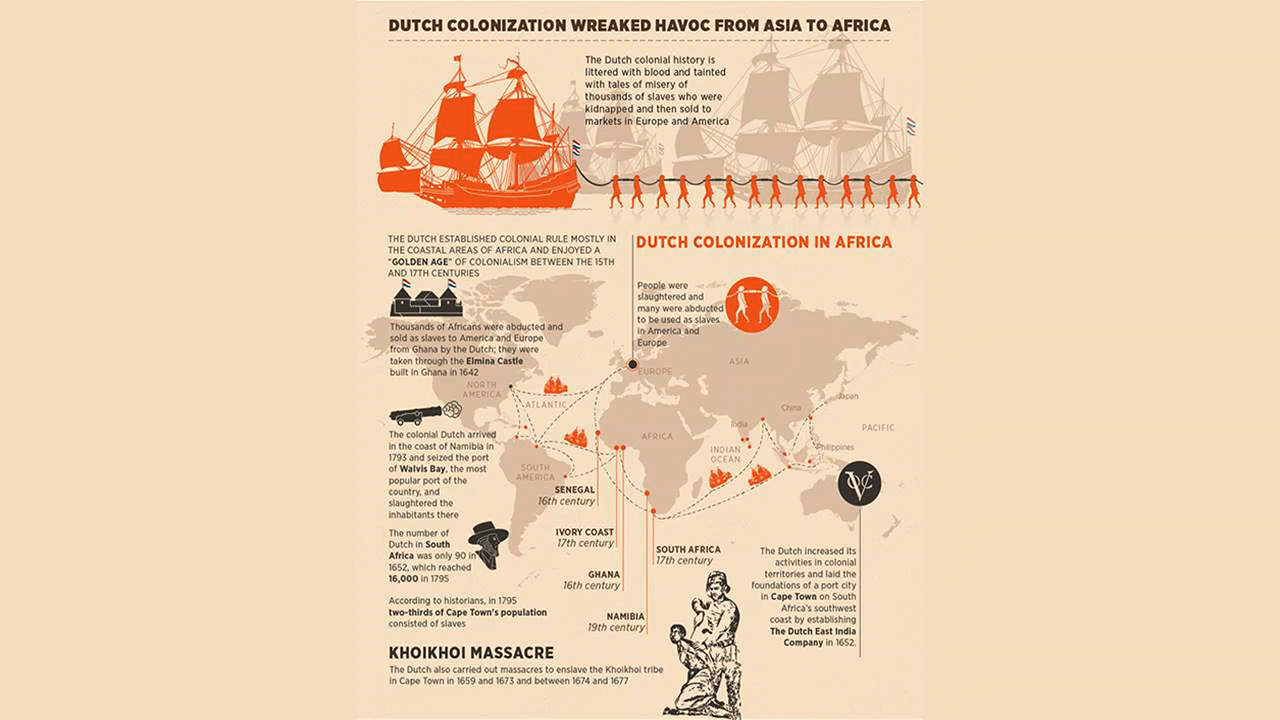 DUTCH COLONIZATION WREAKED HAVOC FROM ASIA TO AFRICA
The Dutch colonial history is
littered with blood and tainted
with tales of misery of
thousands of slaves who were
kidnapped and then sold to
markets in Europe and America
THE DUTCH ESTABLISHED COLONIAL RULE MOSTLY IN
THE COASTAL AREAS OF AFRICA AND ENJOYED A
"GOLDEN AGE" OF COLONIALISM BETWEEN THE 15TH
AND 17TH CENTURIES
DUTCH COLONIZATION IN AFRICA
People were
slaughtered and
many were abducted
to be used as slaves
in America and
Europe
Thousands of Africans were abducted and
sold as slaves to America and Europe
from Ghana by the Dutch; they were
taken through the Elmina Castle
built in Ghana in 1642
NORTH
AMERICA
ATLANTIC
EUROPE
ASIA
AFRICA
Japan
China
India
PACIFIC
Philippines
INDIAN
OCEAN
SOUTH
AMERICA
VOC
The colonial Dutch arrived
in the coast of Namibia in
1793 and seized the port
of Walvis Bay, the most
popular port of the
country, and
slaughtered the
inhabitants there
SENEGAL
16th century
IVORY COAST
17th century
GHANA
16th century
NAMIBIA
19th century
SOUTH AFRICA
17th century
The number of
Dutch in South
Africa was only 90 in
1652, which reached
16,000 in 1795
According to historians, in 1795
two-thirds of Cape Town's population
consisted of slaves
The Dutch increased its
activities in colonial
territories and laid the
foundations of a port city
in Cape Town on South
Africa's southwest
coast by establishing
The Dutch East India
Company in 1652.
KHOIKHOI MASSACRE
The Dutch also carried out massacres to enslave the Khoikhoi tribe
in Cape Town in 1659 and 1673 and between 1674 and 1677